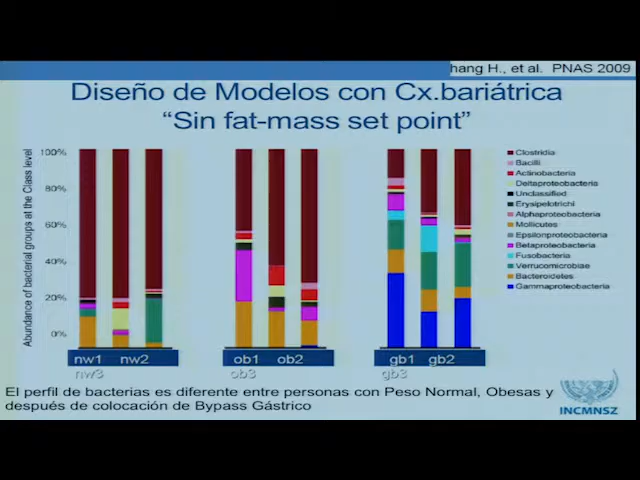 hang H., et al. PNAS 2009
Diseño de Modelos con Cx.bariátrica
“Sin fat-mass set point”
Abundance of bacterial groups at the Class level
100%
80%
60%
40%
20%
0%
Clostridia
Bacilli
Actinobacteria
Deltaproteobacteria
Unclassified
Erysipelotrichi
Alphaproteobacteria
Mollicutes
Epsilonproteobacteria
Betaproteobacteria
Fusobacteria
Verrucomicrobiae
Bacteroidetes
Gammaproteobacteria
nw1 nw2
nw3
ob1 ob2
ob3
gb1 gb2
gb3
El perfil de bacterias es diferente entre personas con Peso Normal, Obesas y
después de colocación de Bypass Gástrico
INCMNSZ